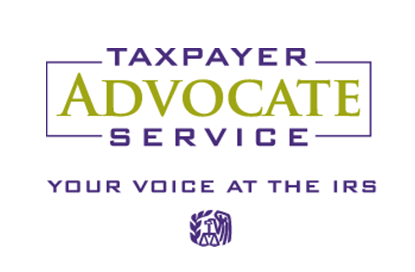 TAXPAYER
ADVOCATE
SERVICE
YOUR VOICE AT THE IRS